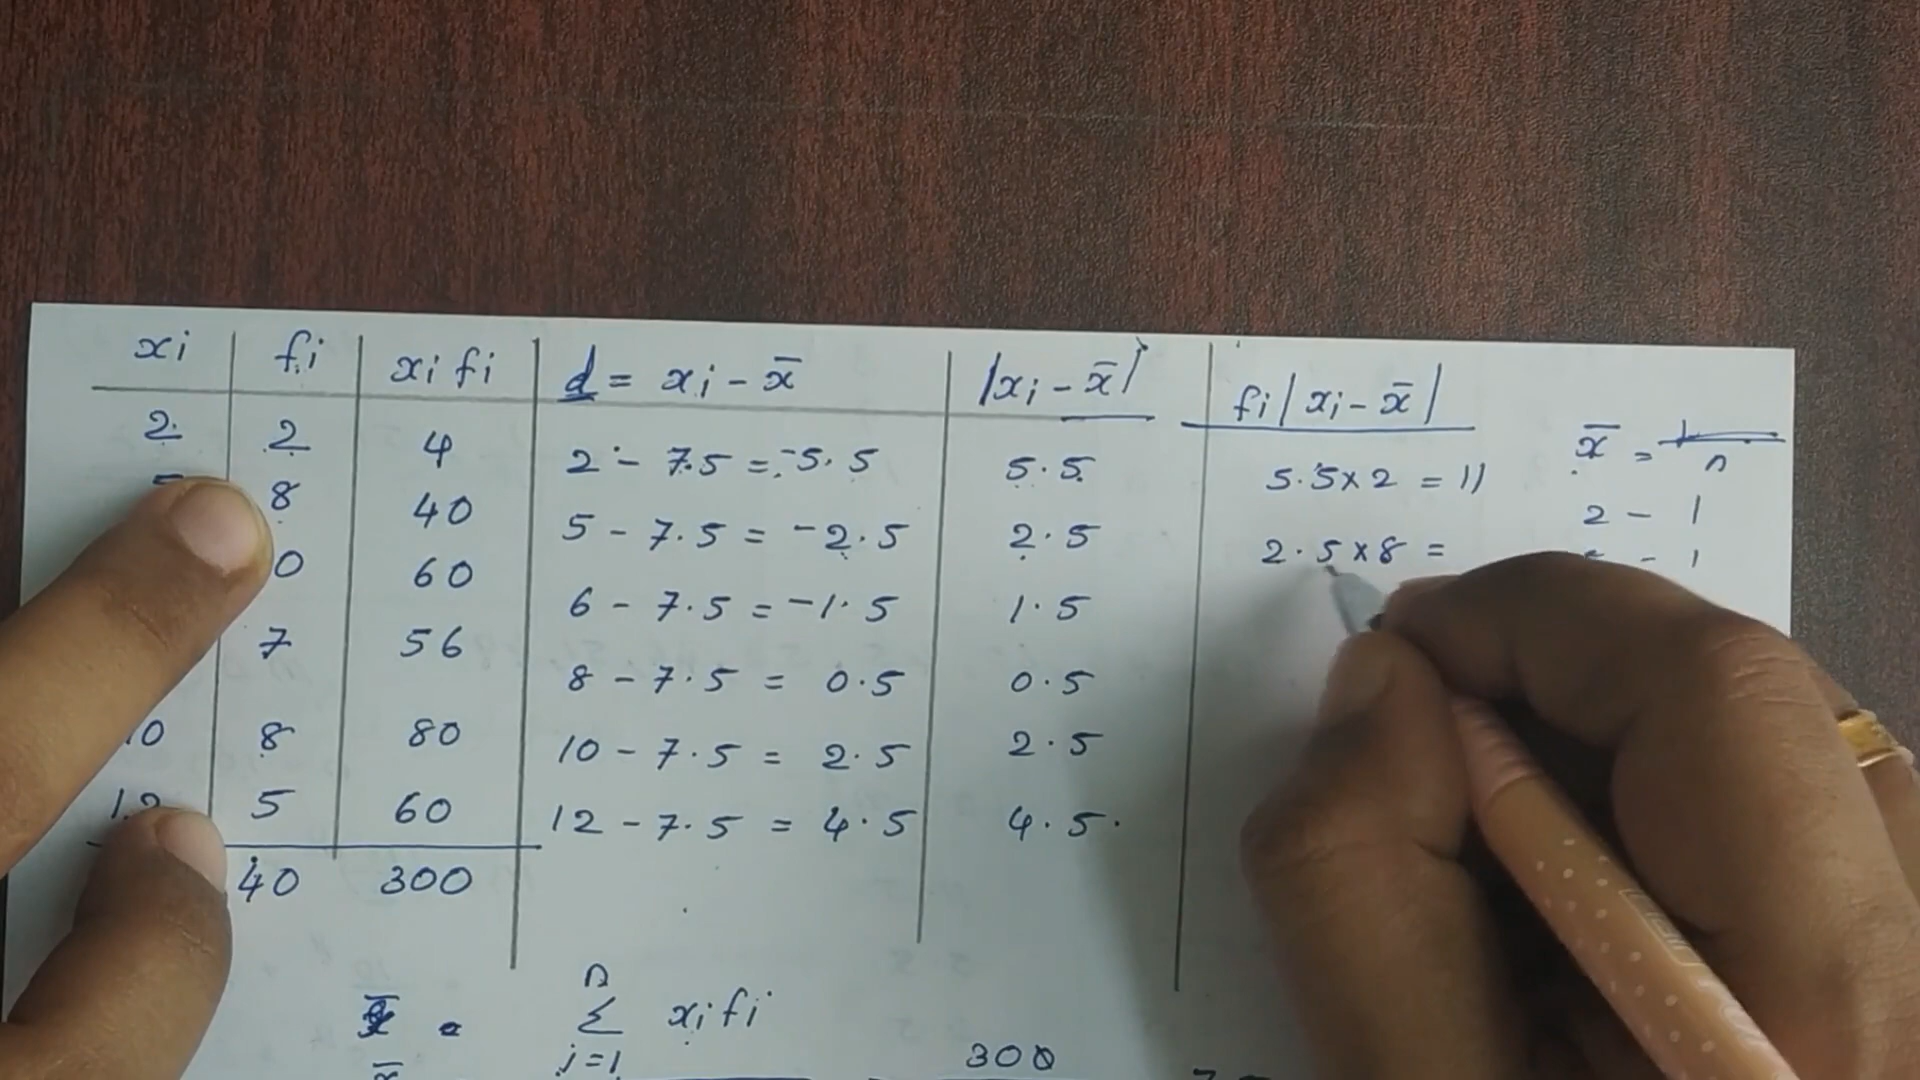 xi fi xi fi d = xi - x̄ |xi - x̄| fi |xi - x̄|
2 2 4 2 - 7.5 = -5.5 5.5 5.5 x 2 = 11
8 40 5 - 7.5 = -2.5 2.5 2.5 x 8 =
0 60 6 - 7.5 = -1.5 1.5
7 56 8 - 7.5 = 0.5 0.5
10 8 80 10 - 7.5 = 2.5 2.5
12 5 60 12 - 7.5 = 4.5 4.5.
40 300
x̄ = n
2 - 1
- 1
n
Σ xi fi
i=1
300